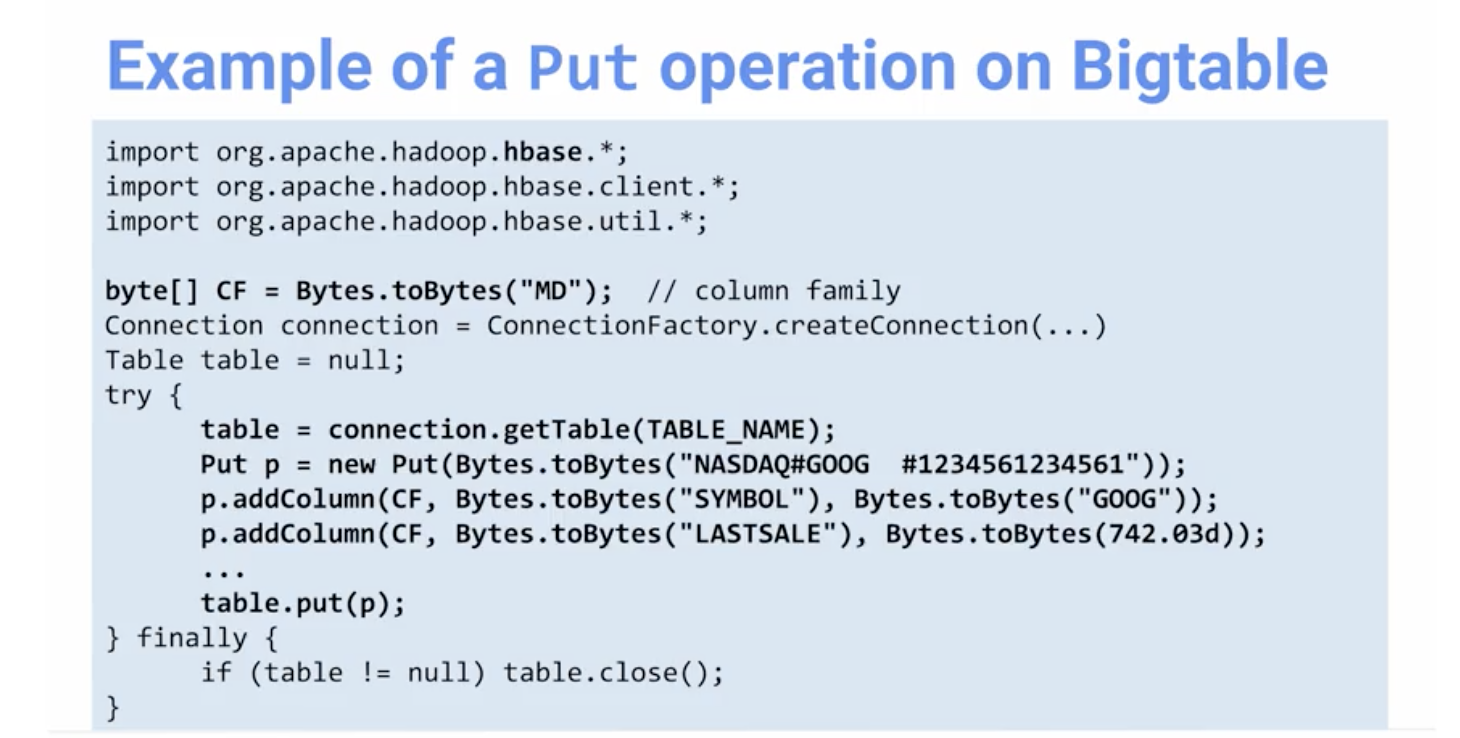 Example of a Put operation on Bigtable
import org.apache.hadoop.hbase.*;
import org.apache.hadoop.hbase.client.*;
import org.apache.hadoop.hbase.util.*;
byte[] CF = Bytes.toBytes("MD");  // column family
Connection connection = ConnectionFactory.createConnection(...)
Table table = null;
try {
table = connection.getTable(TABLE_NAME);
Put p = new Put(Bytes.toBytes("NASDAQ#GOOG  #1234561234561"));
p.addColumn(CF, Bytes.toBytes("SYMBOL"), Bytes.toBytes("GOOG"));
p.addColumn(CF, Bytes.toBytes("LASTSALE"), Bytes.toBytes(742.03d));
...
table.put(p);
} finally {
if (table != null) table.close();
}